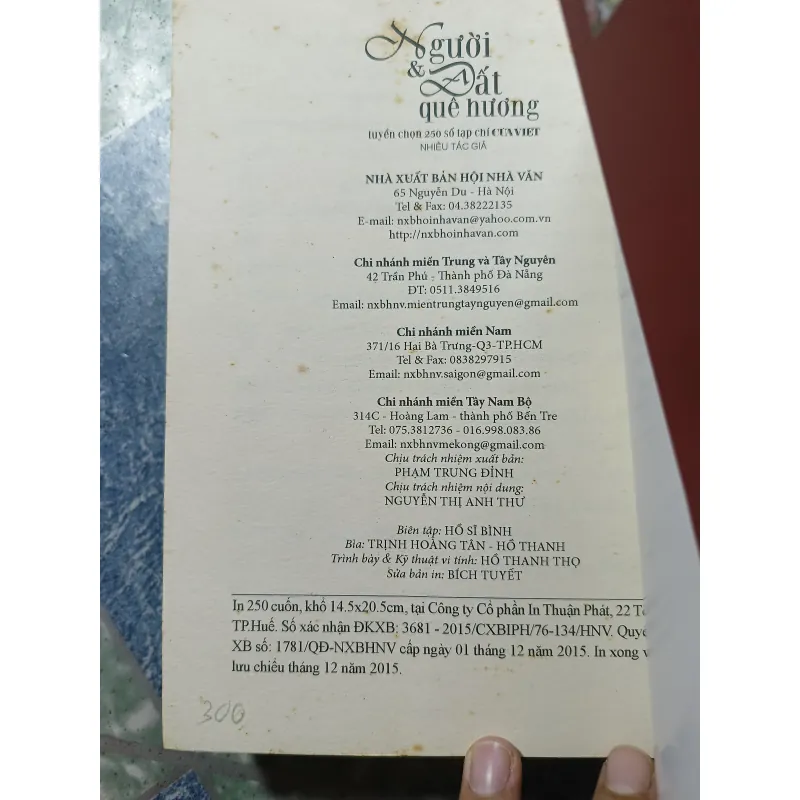 Người
& Đất
quê hương
tuyển chọn 250 số tạp chí CỬA VIỆT
NHIỀU TÁC GIẢ
NHÀ XUẤT BẢN HỘI NHÀ VĂN
65 Nguyễn Du - Hà Nội
Tel & Fax: 04.38222135
E-mail: nxbhoinhavan@yahoo.com.vn
http://nxbhoinhavan.com
Chi nhánh miền Trung và Tây Nguyên
42 Trần Phú - Thành phố Đà Nẵng
ĐT: 0511.3849516
Email: nxbhnv.mientrungtaynguyen@gmail.com
Chi nhánh miền Nam
371/16 Hai Bà Trưng-Q3-TP.HCM
Tel & Fax: 0838297915
Email: nxbhnv.saigon@gmail.com
Chi nhánh miền Tây Nam Bộ
314C - Hoàng Lam - thành phố Bến Tre
Tel: 075.3812736 - 016.998.083.86
Email: nxbhnvmekong@gmail.com
Chịu trách nhiệm xuất bản:
PHẠM TRUNG ĐỈNH
Chịu trách nhiệm nội dung:
NGUYỄN THỊ ANH THƯ
Biên tập: HỒ SĨ BÌNH
Bìa: TRỊNH HOÀNG TÂN - HỒ THANH
Trình bày & Kỹ thuật vi tính: HỒ THANH THỌ
Sửa bản in: BÍCH TUYẾT
In 250 cuốn, khổ 14.5x20.5cm, tại Công ty Cổ phần In Thuận Phát, 22
TP.Huế. Số xác nhận ĐKXB: 3681 - 2015/CXBIPH/76-134/HNV.
XB số: 1781/QĐ-NXBHNV cấp ngày 01 tháng 12 năm 2015. In xong
lưu chiểu tháng 12 năm 2015.
300